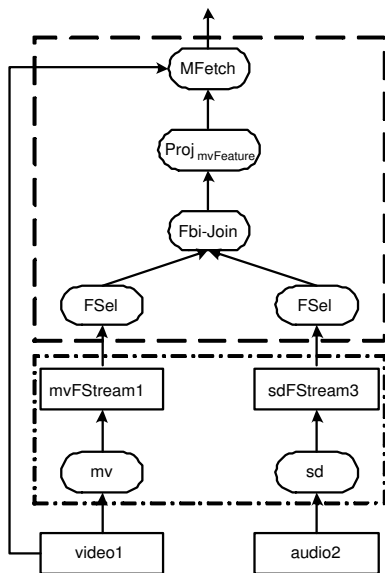 MFetch
Proj mvFeature
Fbi-Join
FSel FSel
mvFStream1 sdFStream3
mv sd
video1 audio2